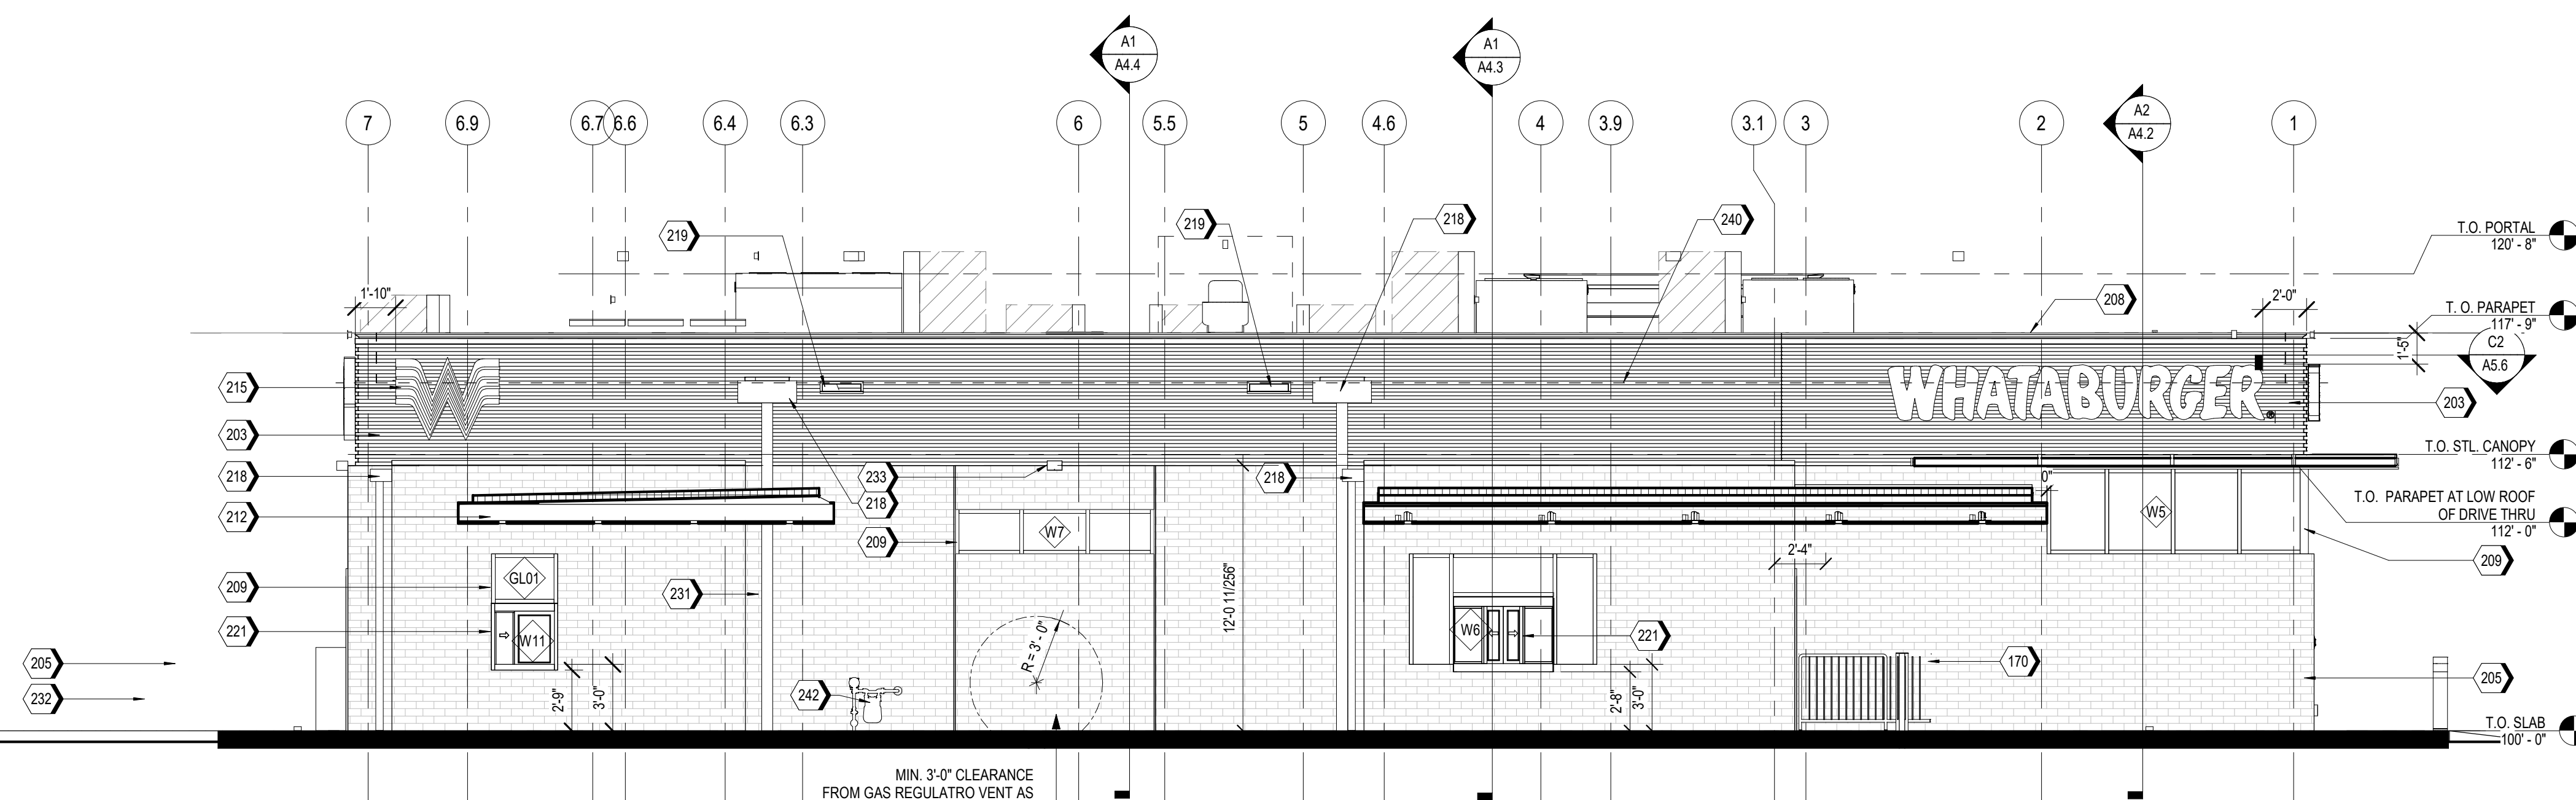 A1
A4.4
A1
A4.3
A2
A4.2
7
6.9
6.7
6.6
6.4
6.3
6
5.5
5
4.6
4
3.9
3.1
3
2
1
219
219
218
240
T.O. PORTAL
120' - 8"
1'-10"
208
2'-0"
T. O. PARAPET
117' - 9"
1'-5"
C2
A5.6
215
W
WHATABURGER®
203
203
T.O. STL. CANOPY
112' - 6"
218
233
218
218
0"
T.O. PARAPET AT LOW ROOF
OF DRIVE THRU
112' - 0"
212
W7
W5
209
2'-4"
209
209
GL01
231
12'-0 11/256"
221
W11
R = 3' - 0"
W6
221
205
170
232
2'-9"
3'-0"
242
2'-8"
3'-0"
205
T.O. SLAB
100' - 0"
MIN. 3'-0" CLEARANCE
FROM GAS REGULATRO VENT AS